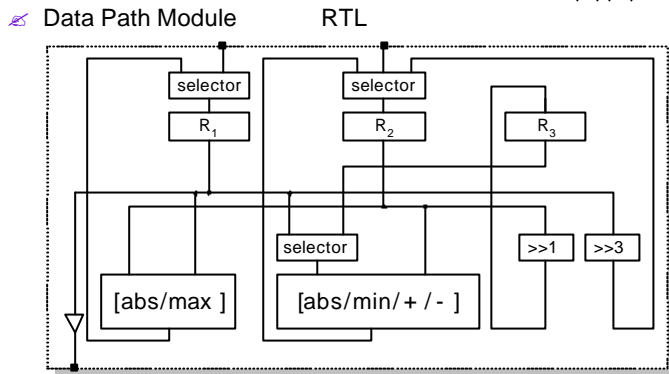 Data Path Module RTL
selector selector
R1 R2 R3
selector >>1 >>3
[abs/max ] [abs/min/ + / - ]